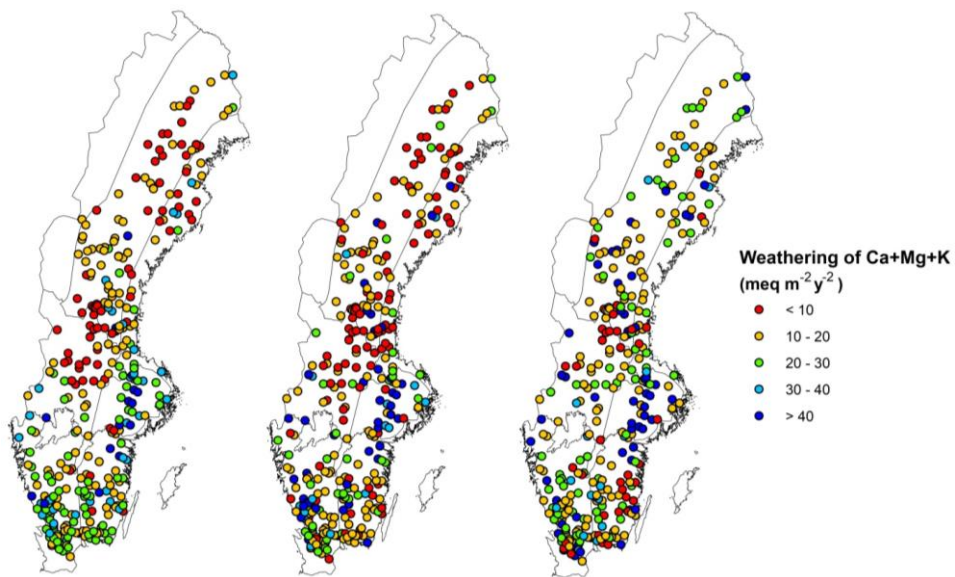 Weathering of Ca+Mg+K
(meq m⁻² y⁻²)
< 10
10 - 20
20 - 30
30 - 40
> 40